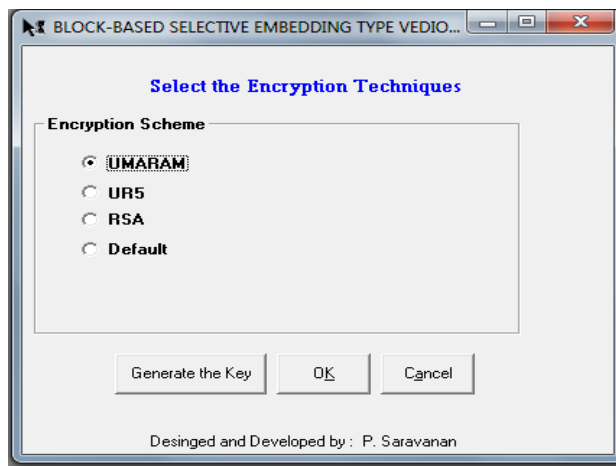 BLOCK-BASED SELECTIVE EMBEDDING TYPE VEDIO...
Select the Encryption Techniques
Encryption Scheme
UMARAM
UR5
RSA
Default
Generate the Key OK Cancel
Desinged and Developed by : P. Saravanan